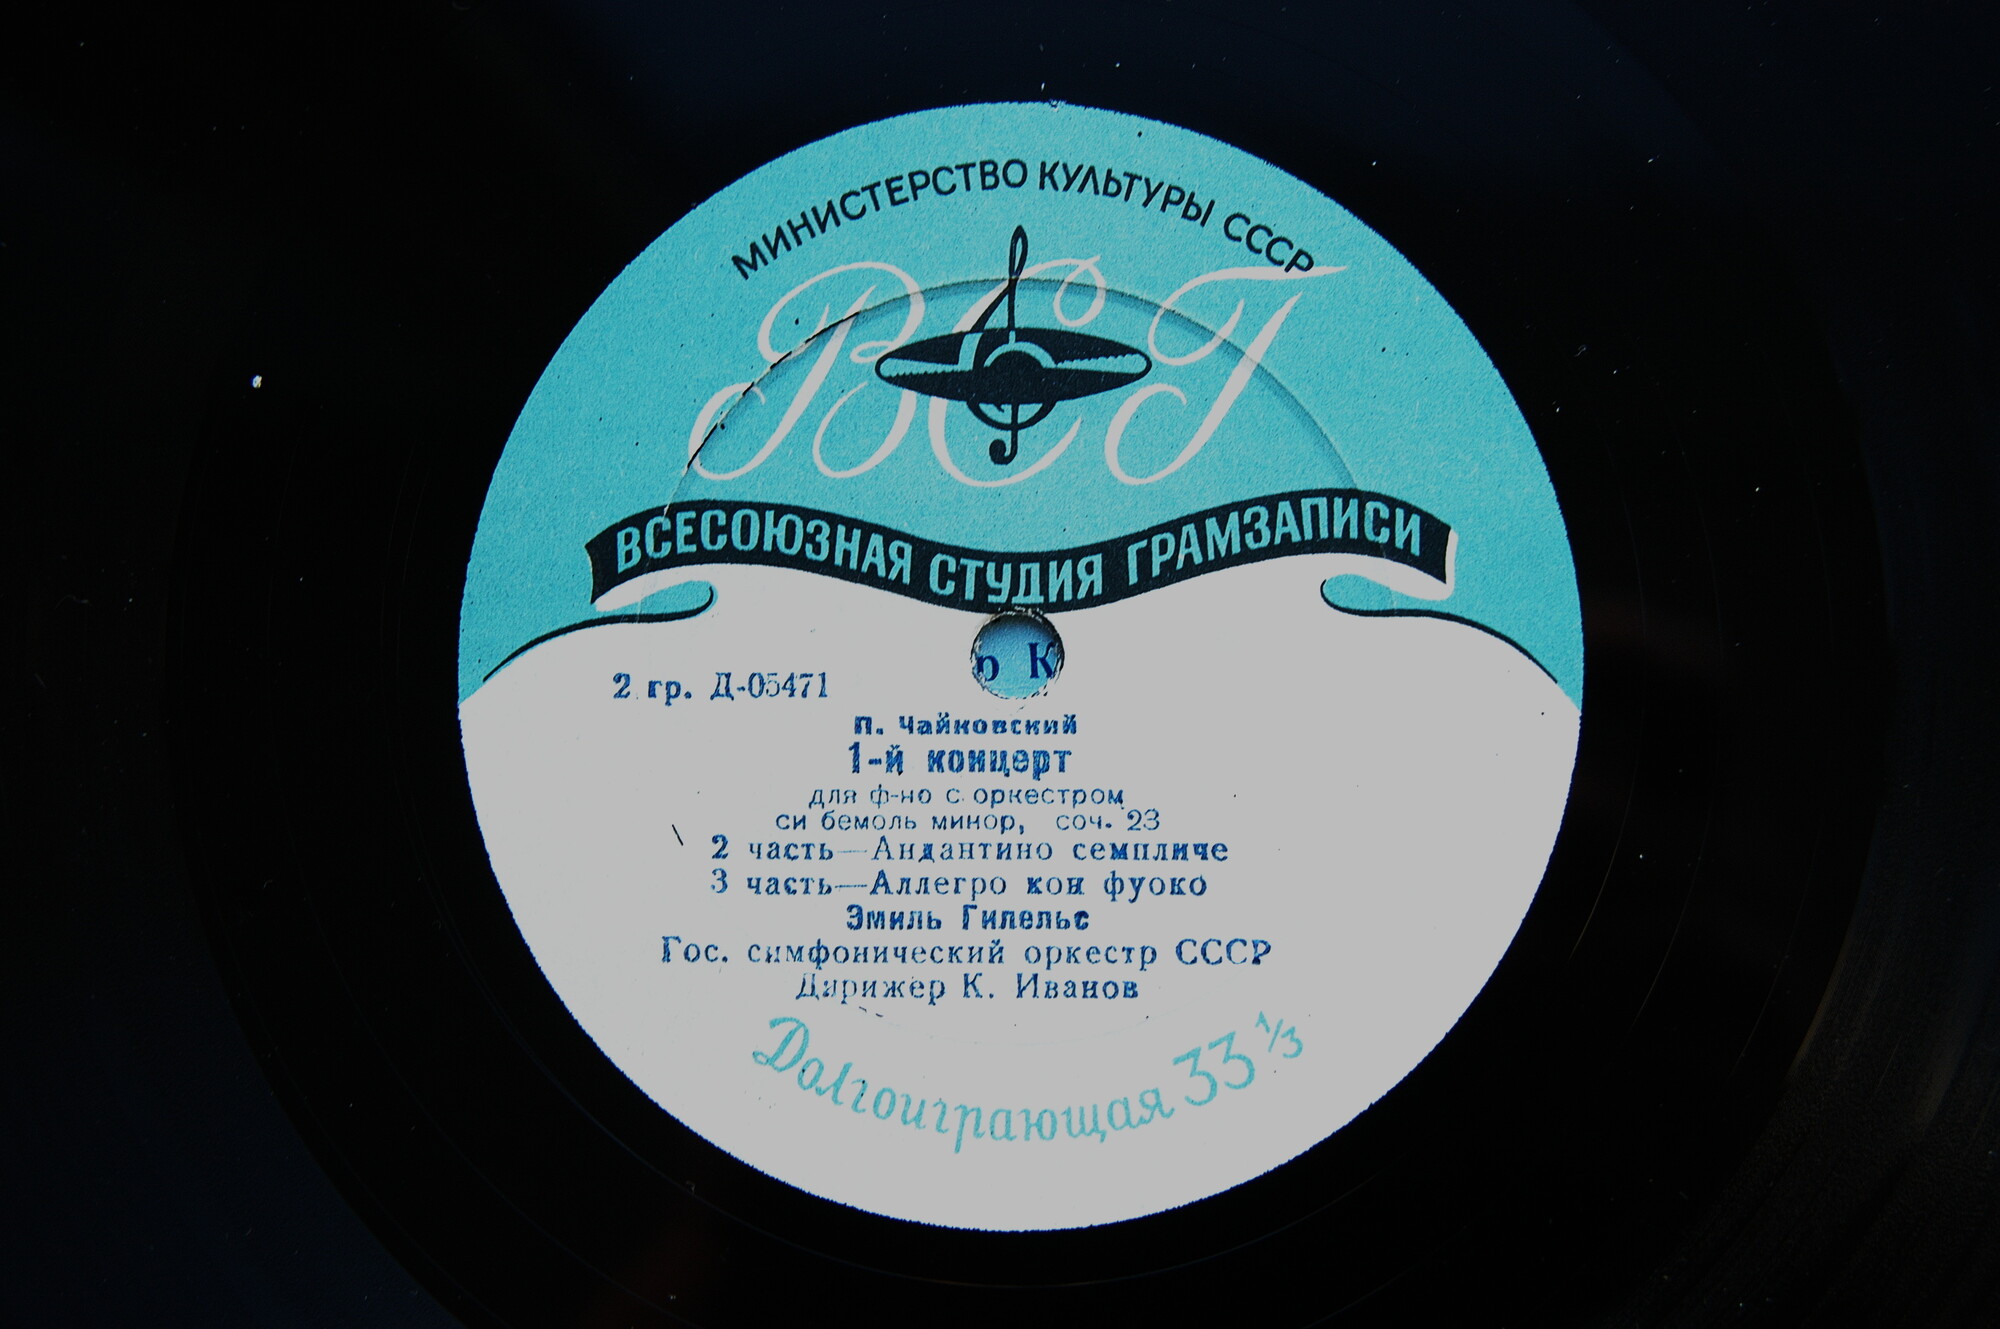 МИНИСТЕРСТВО КУЛЬТУРЫ СССР
ВСГ
ВСЕСОЮЗНАЯ СТУДИЯ ГРАМЗАПИСИ
р К
2 гр. Д-05471
П. Чайковский
1-й концерт
для ф-но с оркестром
си бемоль минор, соч. 23
2 часть—Андантино семпличе
3 часть—Аллегро кон фуоко
Эмиль Гилельс
Гос. симфонический оркестр СССР
Дирижер К. Иванов
Долгоиграющая 33 1/3